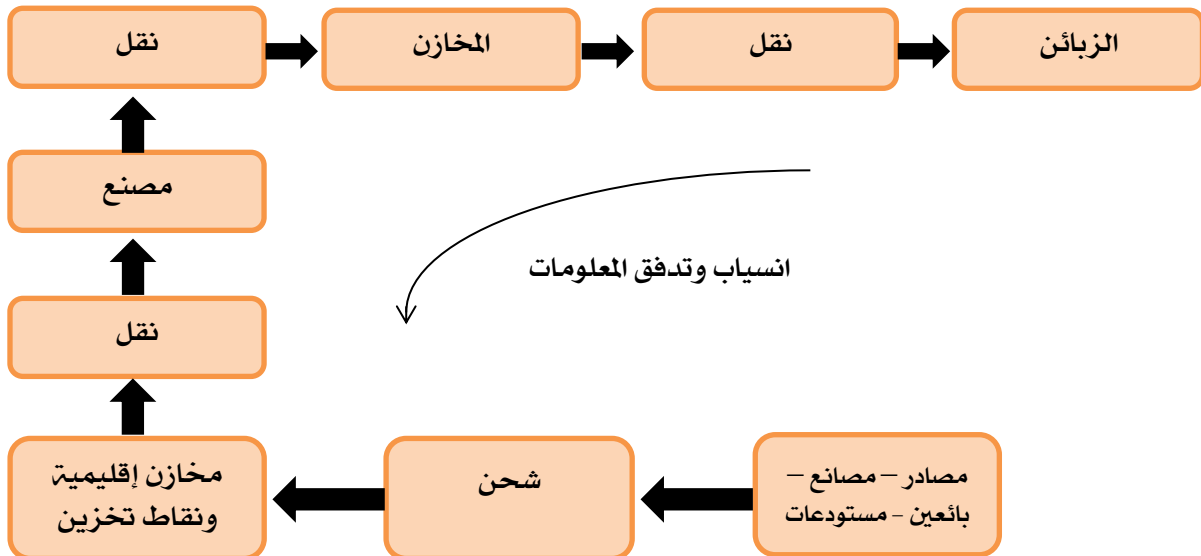 الزبائن
نقل
المخازن
نقل
مصنع
انسياب وتدفق المعلومات
نقل
مصادر – مصانع –
بائعين – مستودعات
شحن
مخازن إقليمية
ونقاط تخزين